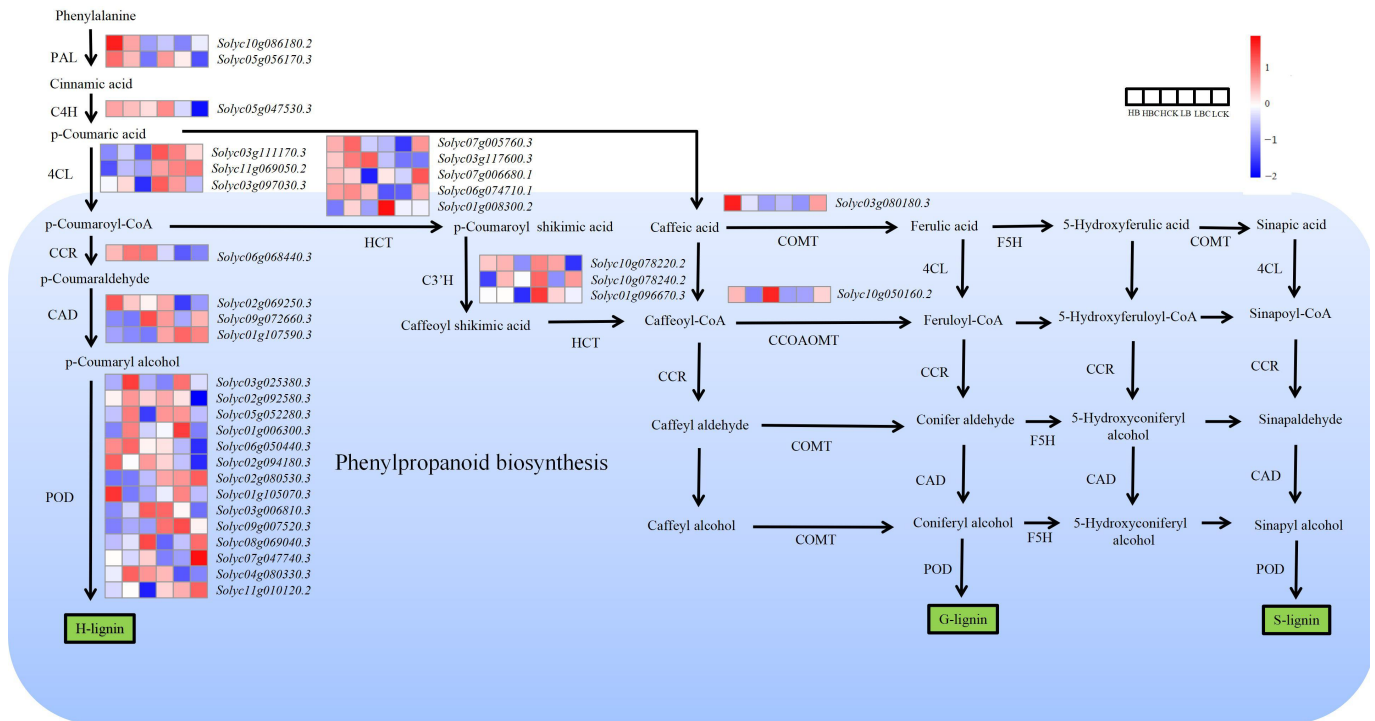 Phenylalanine
PAL
Solyc10g086180.2
Solyc05g056170.3
Cinnamic acid
C4H
Solyc05g047530.3
p-Coumaric acid
4CL
Solyc03g111170.3
Solyc11g069050.2
Solyc03g097030.3
Solyc07g005760.3
Solyc03g117600.3
Solyc07g006680.1
Solyc06g074710.1
Solyc01g008300.2
HB HBC HCK LB LBC LCK
1
0
−1
−2
Solyc03g080180.3
p-Coumaroyl-CoA
HCT
p-Coumaroyl shikimic acid
Caffeic acid
COMT
Ferulic acid
F5H
5-Hydroxyferulic acid
COMT
Sinapic acid
CCR
Solyc06g068440.3
C3’H
Solyc10g078220.2
Solyc10g078240.2
Solyc01g096670.3
4CL
4CL
Solyc10g050160.2
p-Coumaraldehyde
CAD
Solyc02g069250.3
Solyc09g072660.3
Solyc01g107590.3
Caffeoyl shikimic acid
HCT
Caffeoyl-CoA
CCOAOMT
Feruloyl-CoA
5-Hydroxyferuloyl-CoA
Sinapoyl-CoA
p-Coumaryl alcohol
CCR
CCR
CCR
CCR
POD
Solyc03g025380.3
Solyc02g092580.3
Solyc05g052280.3
Solyc01g006300.3
Solyc06g050440.3
Solyc02g094180.3
Solyc02g080530.3
Solyc01g105070.3
Solyc03g006810.3
Solyc09g007520.3
Solyc08g069040.3
Solyc07g047740.3
Solyc04g080330.3
Solyc11g010120.2
Phenylpropanoid biosynthesis
Caffeyl aldehyde
COMT
Conifer aldehyde
F5H
5-Hydroxyconiferyl
alcohol
Sinapaldehyde
CAD
CAD
CAD
Caffeyl alcohol
COMT
Coniferyl alcohol
F5H
5-Hydroxyconiferyl
alcohol
Sinapyl alcohol
POD
POD
H-lignin
G-lignin
S-lignin